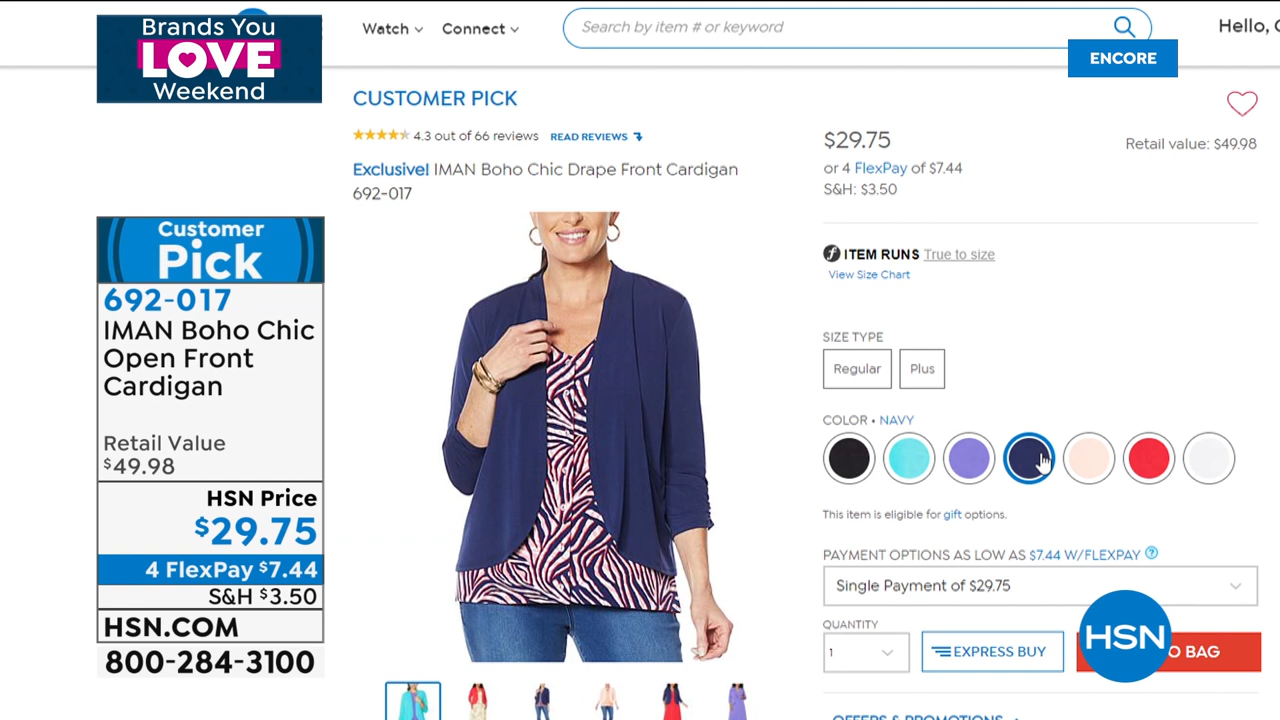 Brands You
LOVE
Weekend
Watch
Connect
Search by item # or keyword
Hello,
ENCORE
CUSTOMER PICK
4.3 out of 66 reviews READ REVIEWS
Exclusive! IMAN Boho Chic Drape Front Cardigan
692-017
$29.75
Retail value: $49.98
or 4 FlexPay of $7.44
S&H: $3.50
Customer
Pick
692-017
IMAN Boho Chic
Open Front
Cardigan
Retail Value
$49.98
HSN Price
$29.75
4 FlexPay $7.44
S&H $3.50
HSN.COM
800-284-3100
f ITEM RUNS True to size
View Size Chart
SIZE TYPE
Regular
Plus
COLOR • NAVY
This item is eligible for gift options.
PAYMENT OPTIONS AS LOW AS $7.44 W/FLEXPAY ?
Single Payment of $29.75
QUANTITY
1
EXPRESS BUY
HSN
O BAG
OFFERS & PROMOTIONS